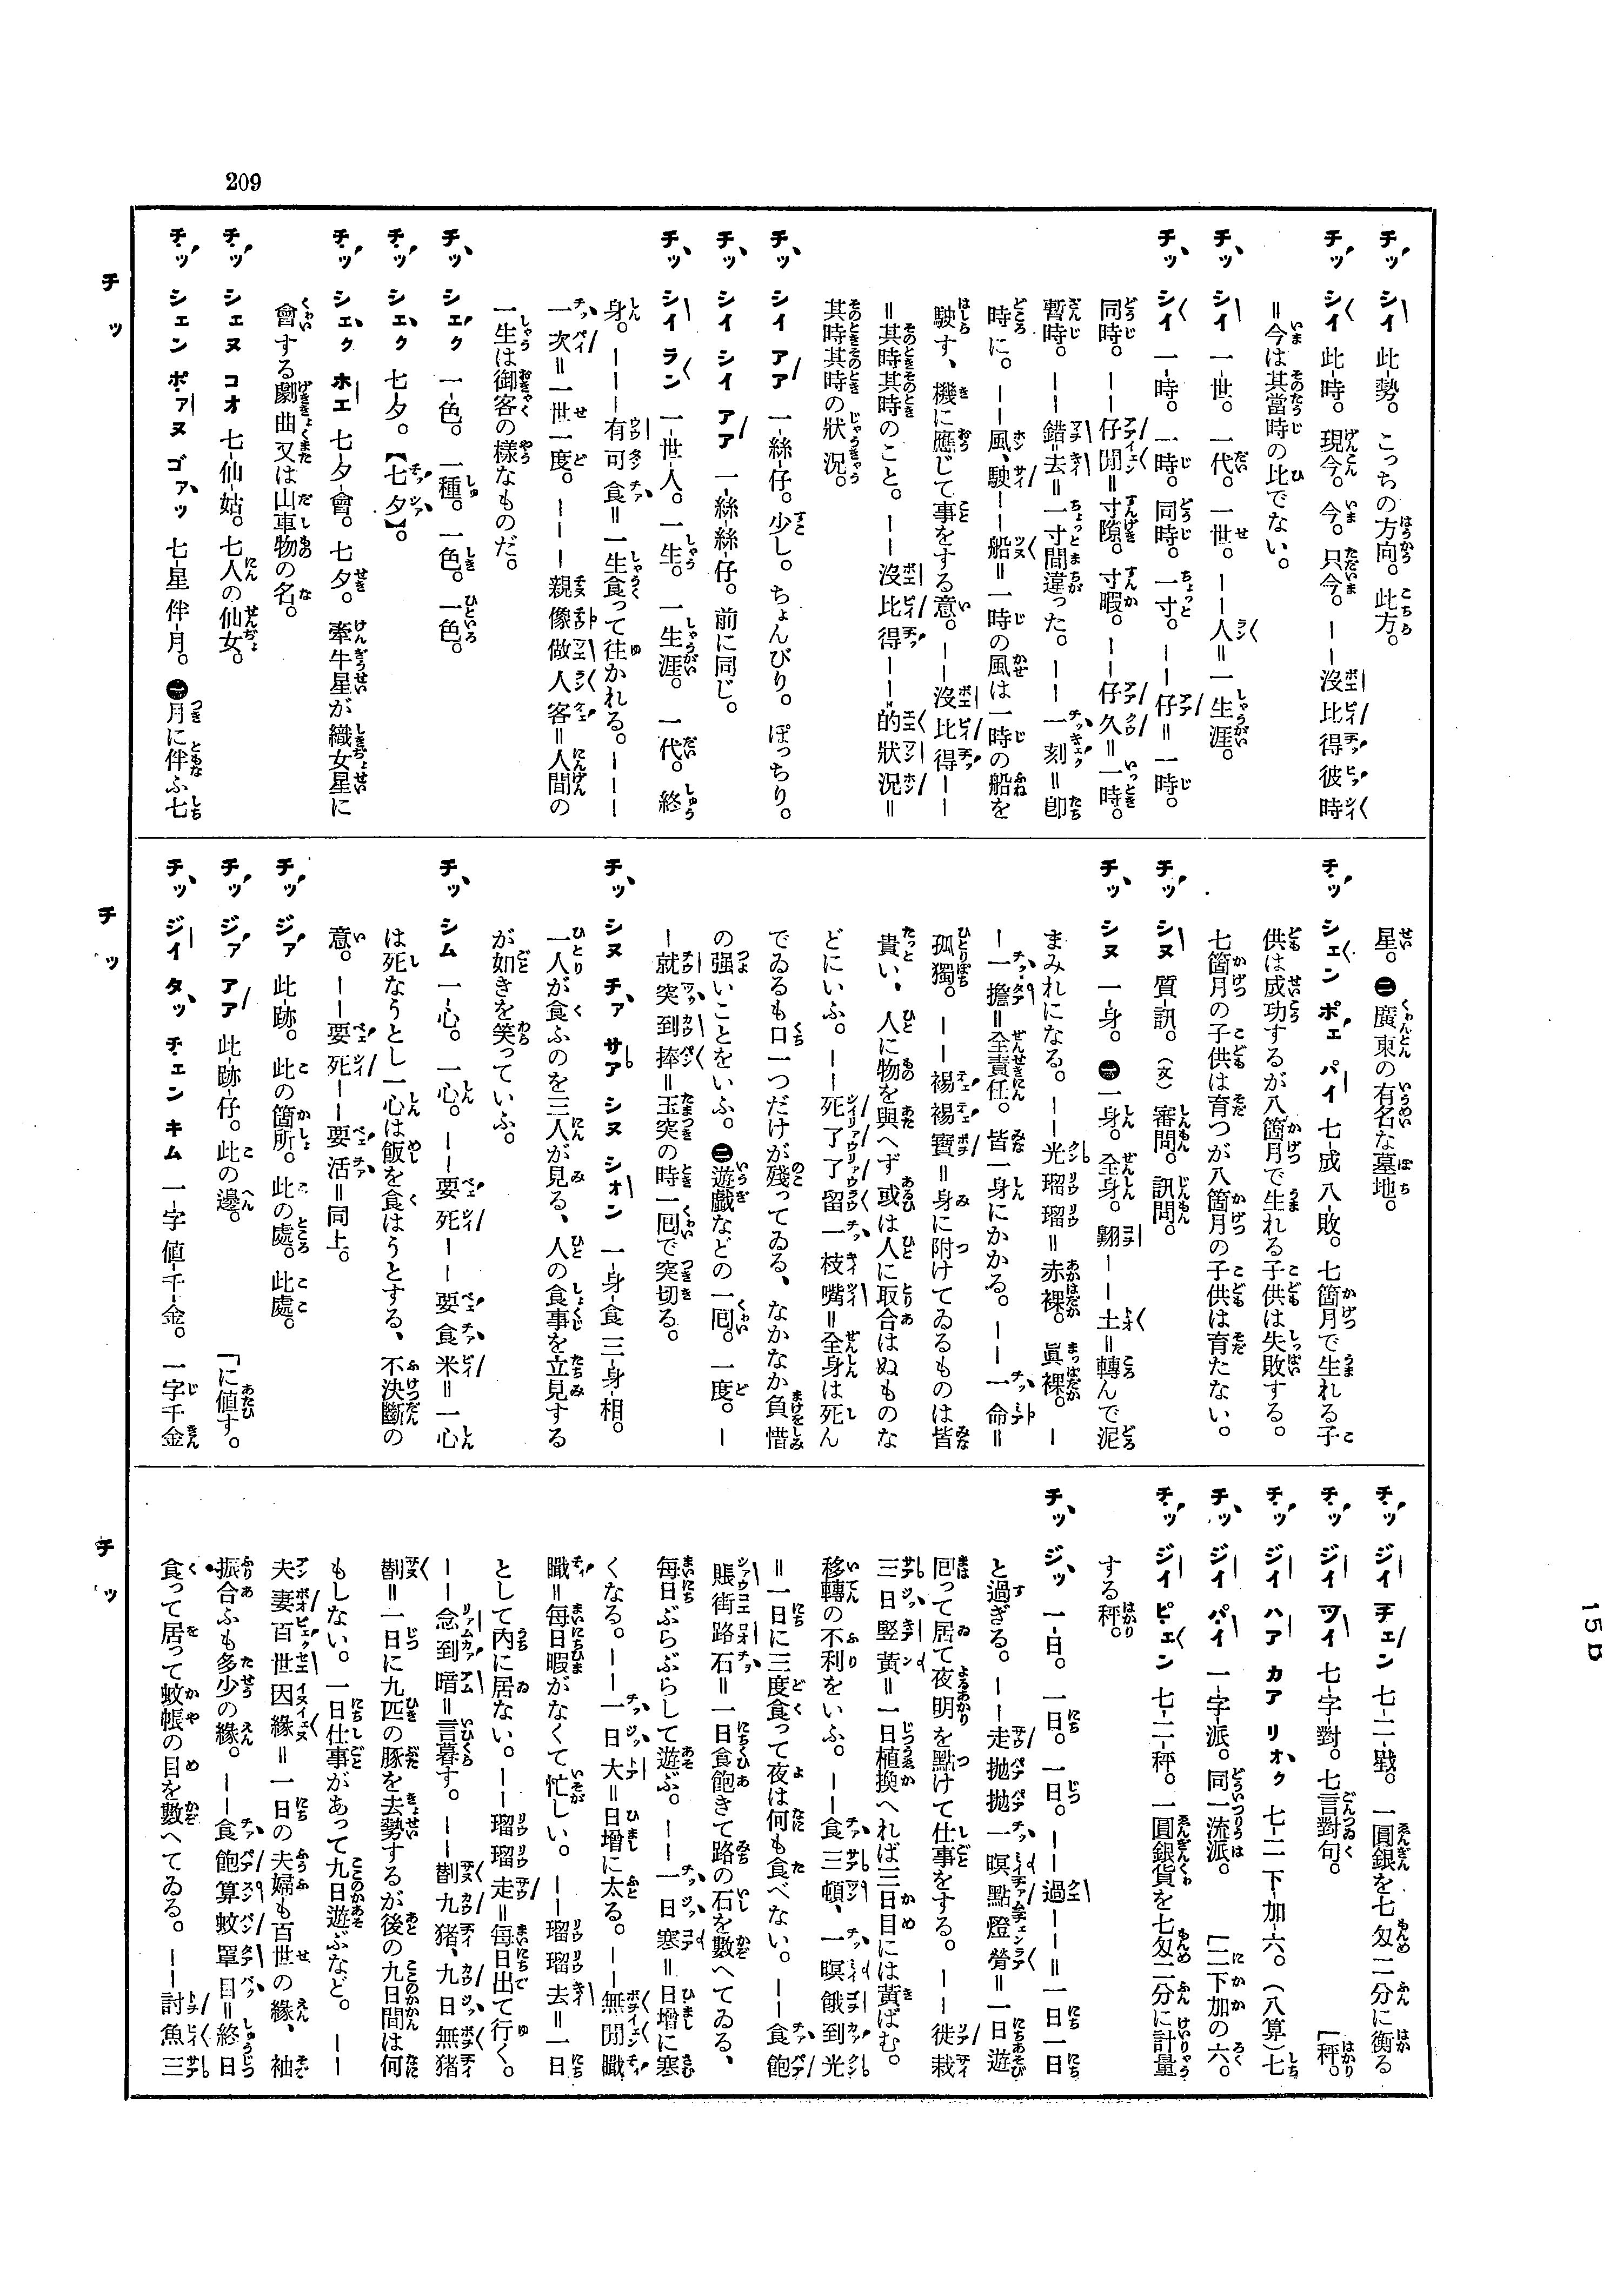 209
チッ シイ 此-勢。こっちの方向。此方。
チッ シイ 此-時。現今。今。只今。――沒比得彼時
＝今は其當時の比でない。
チッ シイ 一-世。一代。一世。――人＝一生涯。
チッ シイ 一-時。一時。同時。一寸。――仔＝一時。
同時。――仔閒＝寸隙。寸暇。――仔久＝一時。
暫時。――錯-去＝一寸間違った。――一刻＝卽
時に。――風、駛――船＝一時の風は一時の船を
駛す、機に應じて事をする意。――沒比得――
＝其時其時のこと。――沒比得――的狀況＝
其時其時の狀況。
チッ シイ アア 一-絲-仔。少し。ちょんびり。ぽっちり。
チッ シイ シイ アア 一-絲-絲-仔。前に同じ。
チッ シイ ラン 一-世-人。一生。一生涯。一代。終
身。―――有可食＝一生食って往かれる。―――
一次＝一世一度。―――親像做人客＝人間の
一生は御客の樣なものだ。
チッ シェク 一-色。一種。一色。一色。
チッ シェク 七-夕。【七夕】。
チッ シェク ホエ 七-夕-會。七夕。牽牛星が織女星に
會する劇曲又は山車物の名。
チッ シェヌ コオ 七-仙-姑。七人の仙女。
チッ シェン ポァヌ ゴァッ 七-星 伴-月。㊀月に伴ふ七
チッ
星。㊁廣東の有名な墓地。
チッ シェン ポェ パイ 七-成 八-敗。七箇月で生れる子
供は成功するが八箇月で生れる子供は失敗する。
七箇月の子供は育つが八箇月の子供は育たない。
チッ シヌ 質-訊。（文）審問。訊問。
チッ シヌ 一-身。㊀一身。全身。翺――土＝轉んで泥
まみれになる。――光瑠瑠＝赤裸。眞裸。―
―一擔＝全責任。皆一身にかかる。――一命＝
孤獨。――裼裼寶＝身に附けてゐるものは皆
貴い、人に物を與へず或は人に取合はぬものな
どにいふ。――死了了留一枝嘴＝全身は死ん
でゐるも口一つだけが殘ってゐる、なかなか負惜
の强いことをいふ。㊁遊戲などの一囘。一度。―
―就突到捧＝玉突の時一囘で突切る。
チッ シヌ チァ サア シヌ シォン 一-身-食 三-身-相。
一人が食ふのを三人が見る、人の食事を立見する
が如きを笑っていふ。
チッ シム 一-心。一心。――要死――要食米＝一心
は死なうとし一心は飯を食はうとする、不決斷の
意。――要死――要活＝同上。
チッ ジァ 此-跡。此の箇所。此の處。此處。
チッ ジァ アア 此-跡-仔。此の邊。 「に値す。
チッ ジイ タッ チェン キム 一-字 値-千-金。一字千金
チッ
チッ ジイ チェン 七-二-戥。一圓銀を七匁二分に衡る
チッ ジイ ツイ 七-字-對。七言對句。 「秤。
チッ ジイ ハア カア リオク 七-二 下-加-六。（八算）七
チッ ジイ パイ 一-字-派。同一流派。 「二下加の六。
チッ ジイ ピェン 七-二-秤。一圓銀貨を七匁二分に計量
する秤。
チッ ジッ 一-日。一日。一日。――過――＝一日一日
と過ぎる。――走抛抛一暝點燈膋＝一日遊
囘って居て夜明を點けて仕事をする。――徙栽
三日竪黃＝一日植換へれば三日目には黃ばむ。
移轉の不利をいふ。――食三頓、一暝餓到光
＝一日に三度食って夜は何も食べない。――食飽
賬街路石＝一日食飽きて路の石を數へてゐる、
每日ぶらぶらして遊ぶ。――一日寒＝日增に寒
くなる。――一日大＝日增に太る。――無閒
＝每日暇がなくて忙しい。――瑠瑠去＝一日
として內に居ない。――瑠瑠走＝每日出て行く。
――念到暗＝言暮す。――劊九猪、九日無猪
劊＝一日に九匹の豚を去勢するが後の九日間は何
もしない。一日仕事があって九日遊ぶなど。――
夫妻百世因緣＝一日の夫婦も百世の緣、袖
振合ふも多少の緣。――食飽算蚊罩目＝終日
食って居って蚊帳の目を數へてゐる。――討魚三
チッ
15D